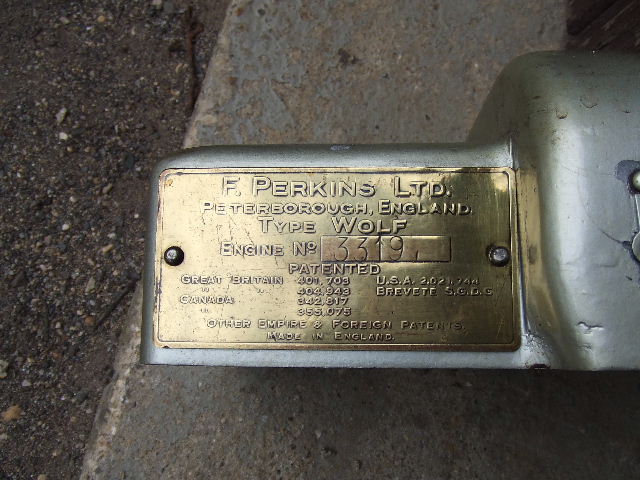 F. PERKINS LTD.
PETERBOROUGH, ENGLAND.
TYPE WOLF
ENGINE Nº 3319
PATENTED
GREAT BRITAIN 401,703 U.S.A. 2,021,744
" 404,943 BREVETE S.G.D.G
CANADA 342,817
" 355,075
OTHER EMPIRE & FOREIGN PATENTS.
MADE IN ENGLAND.